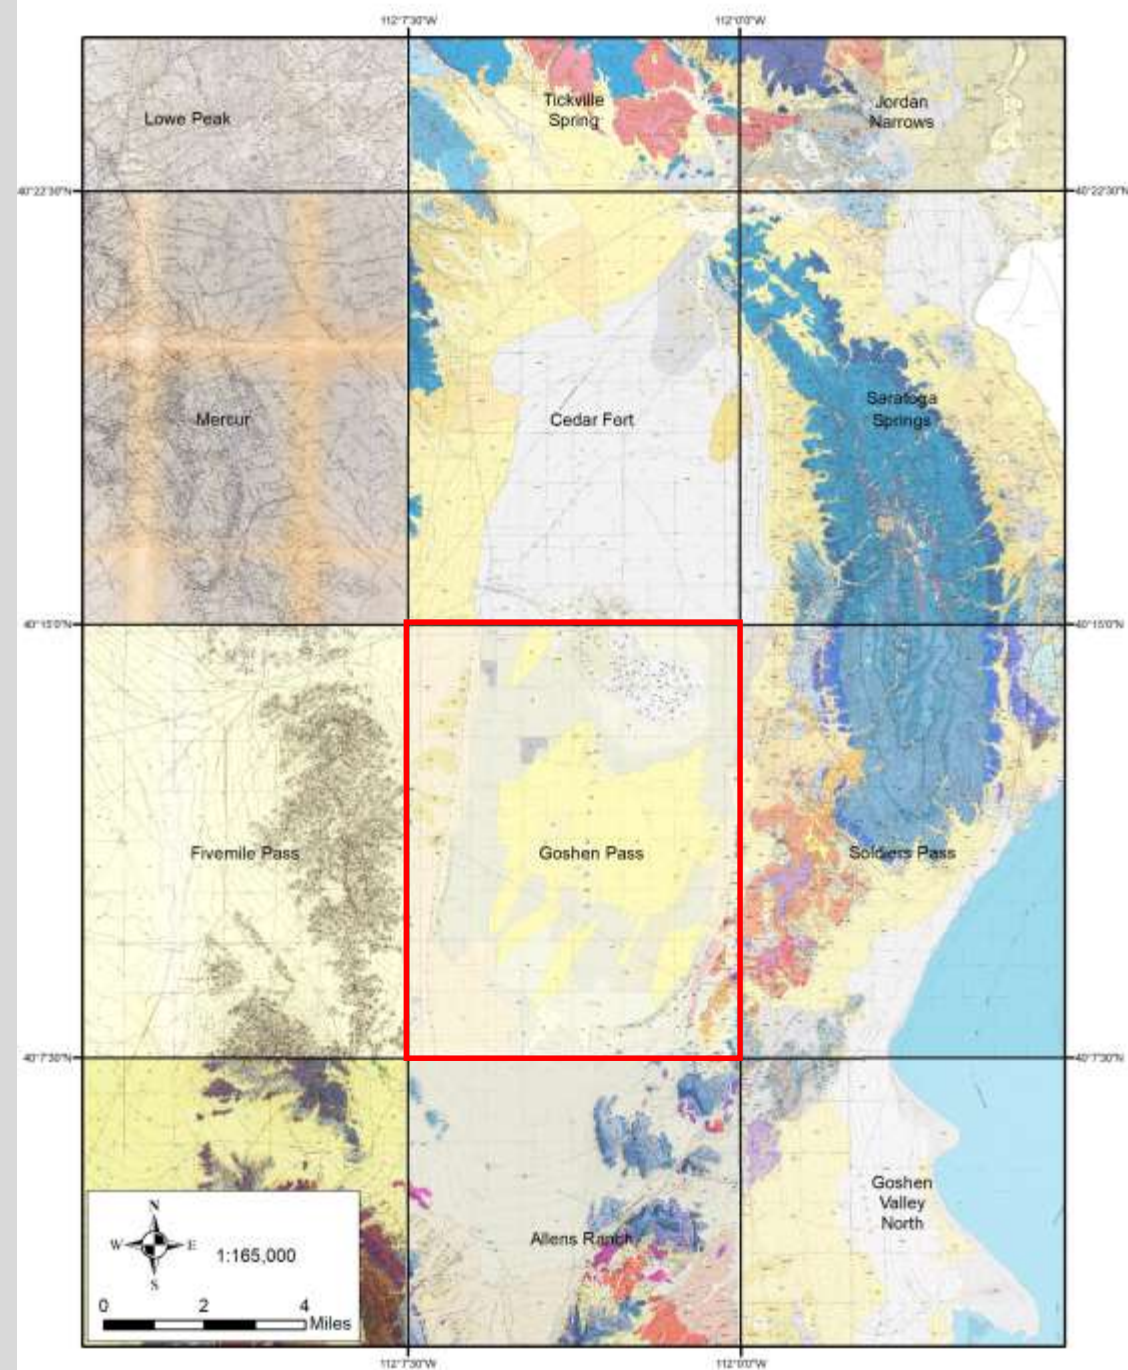 112°7'30"W
112°0'0"W
Lowe Peak
Tickville
Spring
Jordan
Narrows
40°22'30"N
40°22'30"N
Mercur
Cedar Fort
Saratoga
Springs
40°15'0"N
40°15'0"N
Fivemile Pass
Goshen Pass
Soldiers Pass
40°7'30"N
40°7'30"N
Goshen
Valley
North
Allens Ranch
N
W
E
S
1:165,000
0
2
4
Miles
112°7'30"W
112°0'0"W